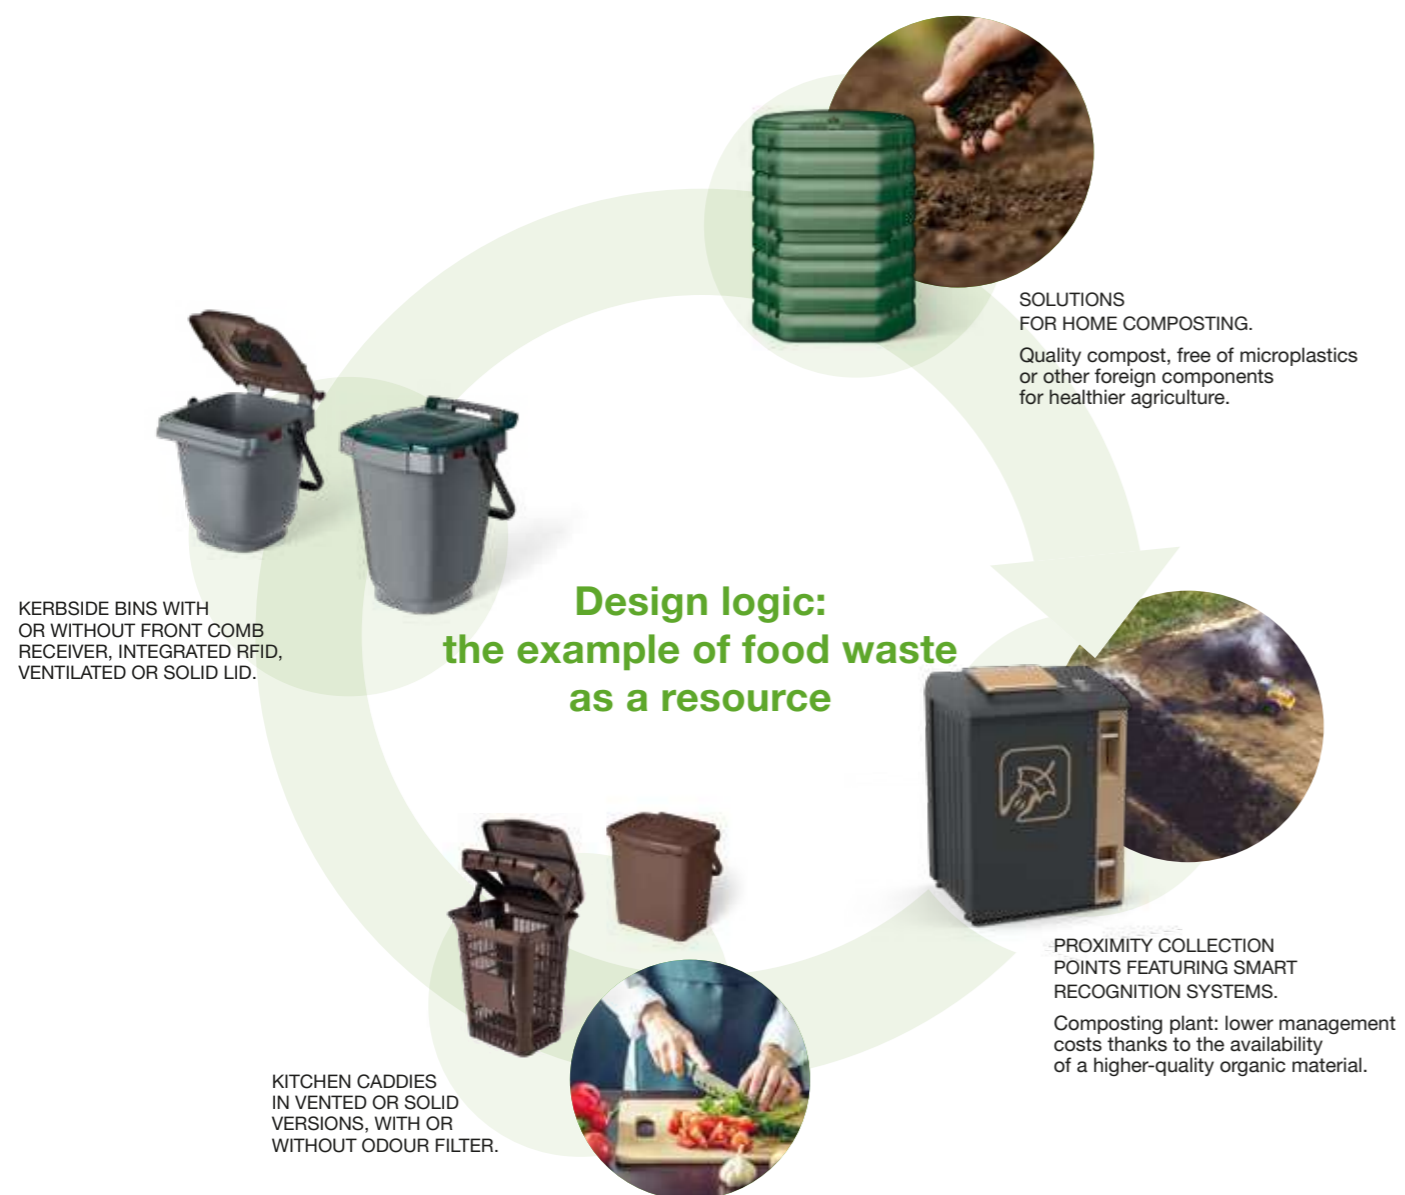 SOLUTIONS
FOR HOME COMPOSTING.
Quality compost, free of microplastics
or other foreign components
for healthier agriculture.
KERBSIDE BINS WITH
OR WITHOUT FRONT COMB
RECEIVER, INTEGRATED RFID,
VENTILATED OR SOLID LID.
Design logic:
the example of food waste
as a resource
PROXIMITY COLLECTION
POINTS FEATURING SMART
RECOGNITION SYSTEMS.
Composting plant: lower management
costs thanks to the availability
of a higher-quality organic material.
KITCHEN CADDIES
IN VENTED OR SOLID
VERSIONS, WITH OR
WITHOUT ODOUR FILTER.